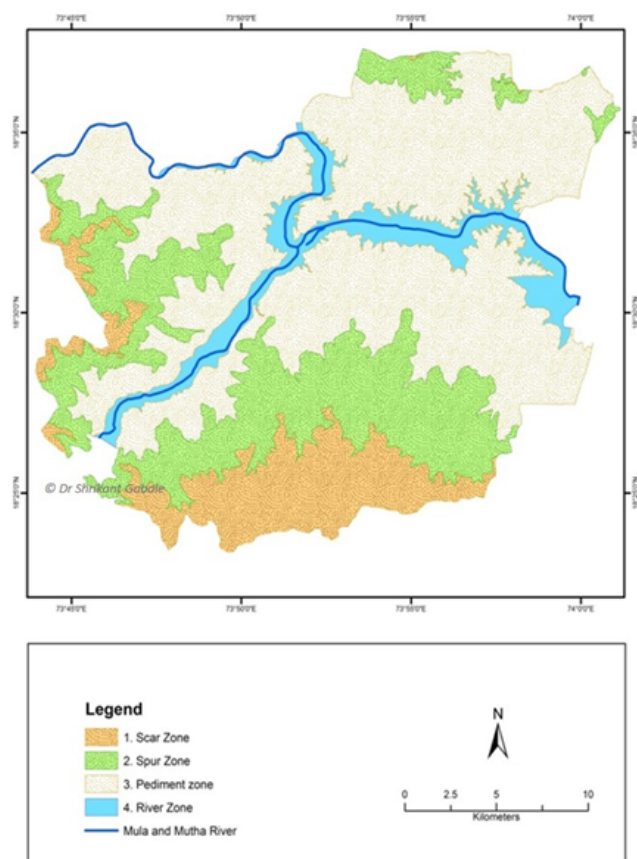 73°45'0"E 73°50'0"E 73°55'0"E 74°0'0"E
© Dr Shrikant Gabale
73°45'0"E 73°50'0"E 73°55'0"E 74°0'0"E
Legend
1. Scar Zone
2. Spur Zone
3. Pediment zone
4. River Zone
Mula and Mutha River
N
0 2.5 5 10
Kilometers